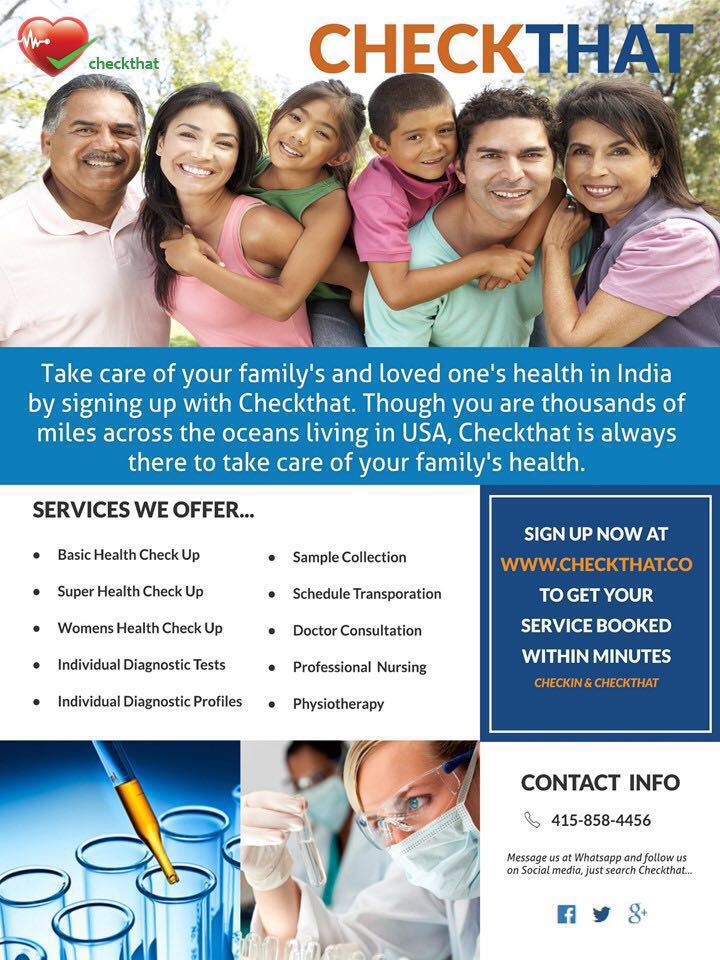 checkthat
CHECKTHAT
Take care of your family's and loved one's health in India
by signing up with Checkthat. Though you are thousands of
miles across the oceans living in USA, Checkthat is always
there to take care of your family's health.
SERVICES WE OFFER...
• Basic Health Check Up
• Super Health Check Up
• Womens Health Check Up
• Individual Diagnostic Tests
• Individual Diagnostic Profiles
• Sample Collection
• Schedule Transporation
• Doctor Consultation
• Professional Nursing
• Physiotherapy
SIGN UP NOW AT
WWW.CHECKTHAT.CO
TO GET YOUR
SERVICE BOOKED
WITHIN MINUTES
CHECKIN & CHECKTHAT
CONTACT INFO
415-858-4456
Message us at Whatsapp and follow us
on Social media, just search Checkthat...